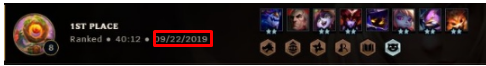 1ST PLACE
Ranked • 40:12 • 09/22/2019
8